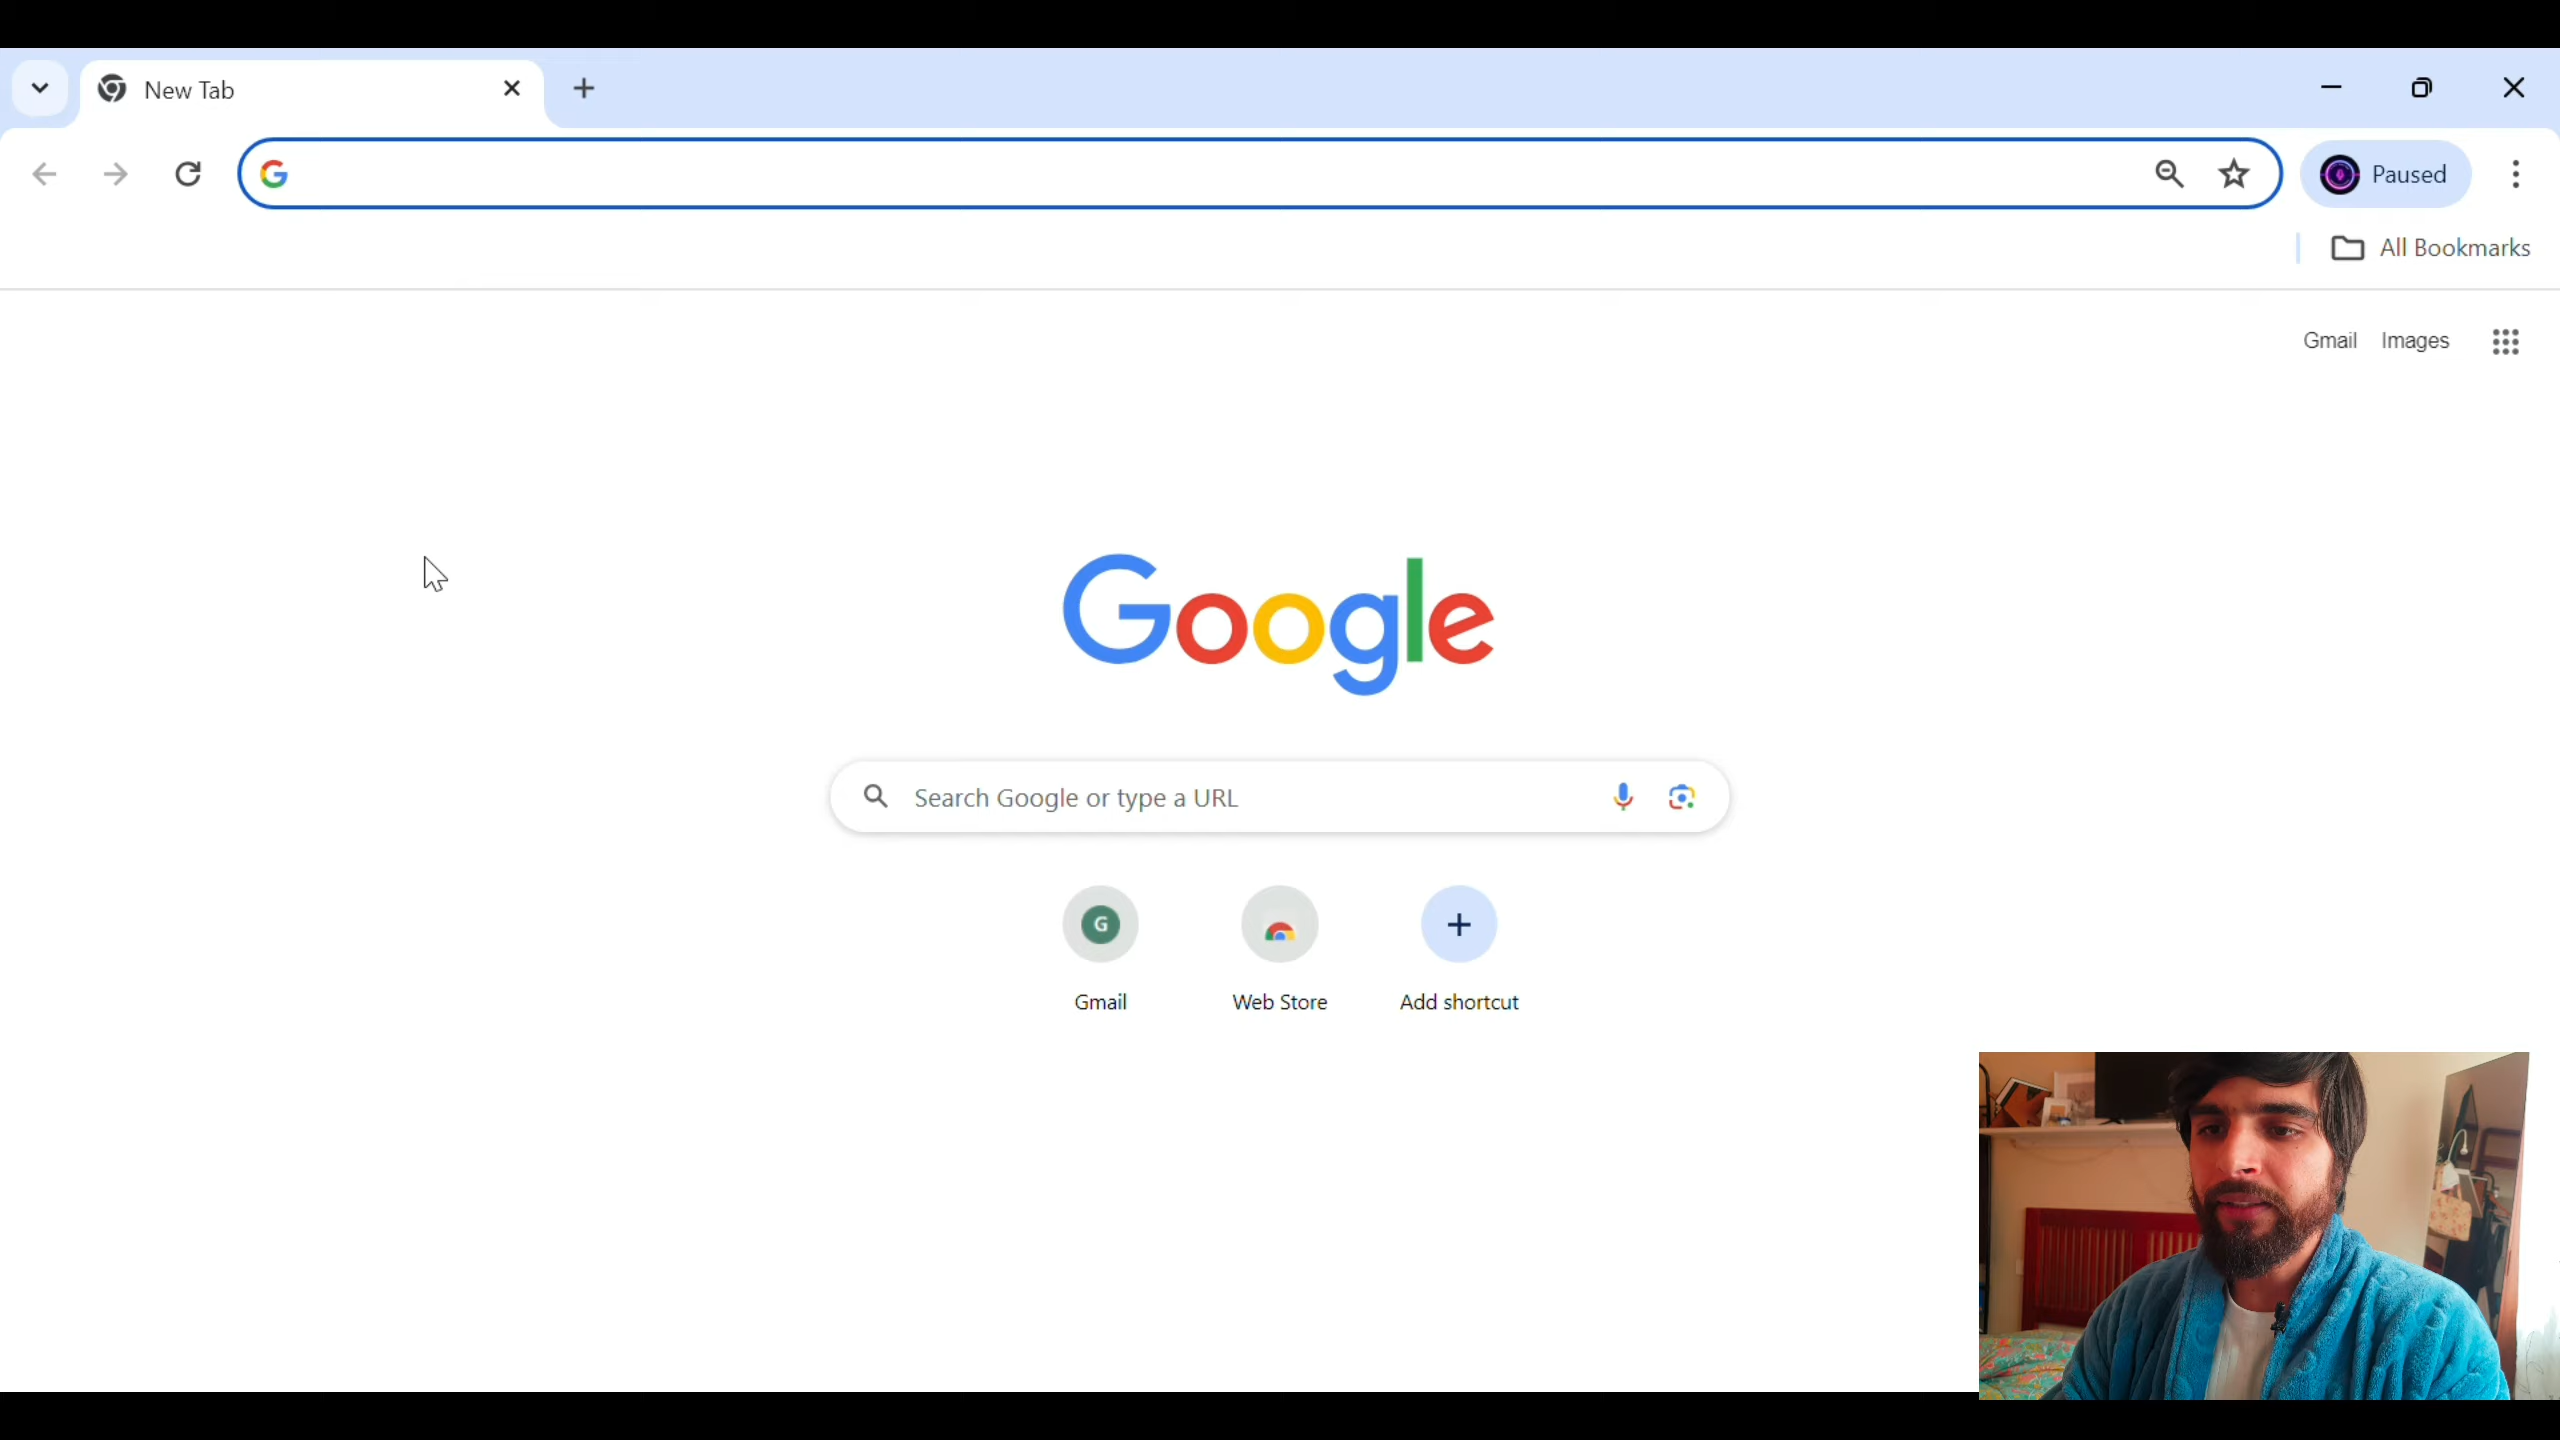 New Tab
Paused
All Bookmarks
Gmail Images
Google
Search Google or type a URL
G
Gmail Web Store Add shortcut